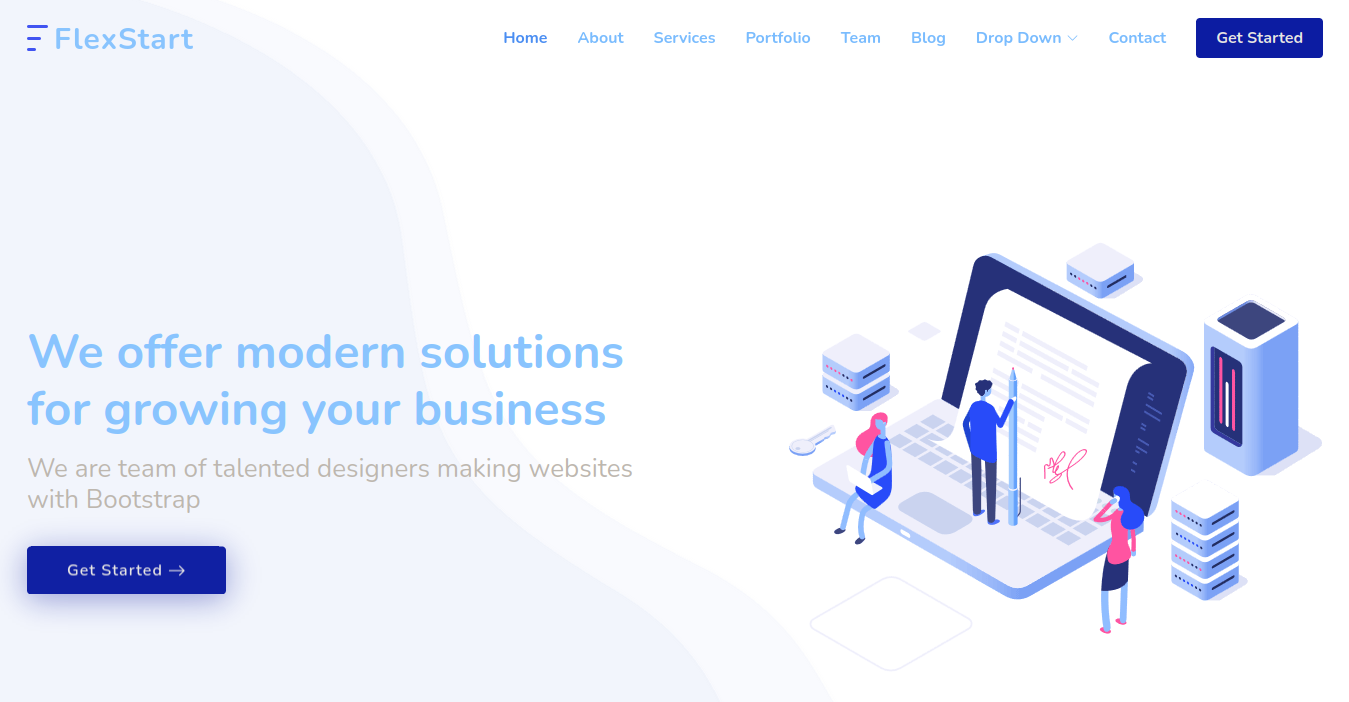 FlexStart
Home About Services Portfolio Team Blog Drop Down Contact Get Started
We offer modern solutions
for growing your business
We are team of talented designers making websites
with Bootstrap
Get Started →